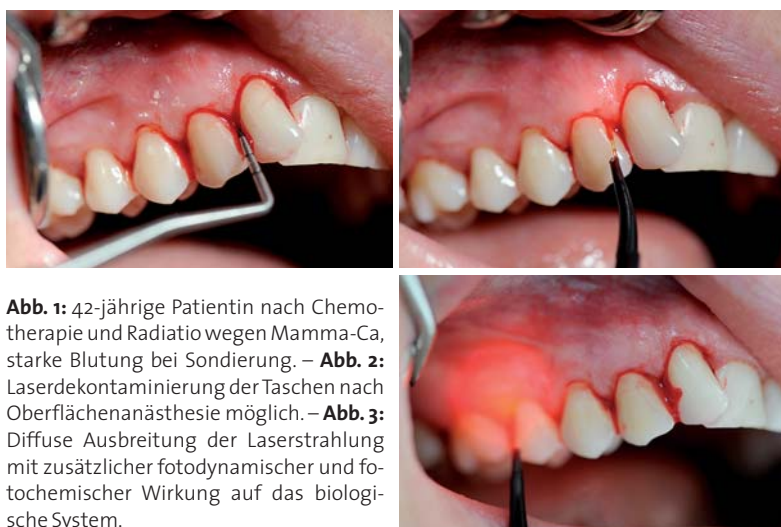 Abb. 1: 42-jährige Patientin nach Chemo-
therapie und Radiatio wegen Mamma-Ca,
starke Blutung bei Sondierung. – Abb. 2:
Laserdekontaminierung der Taschen nach
Oberflächenanästhesie möglich. – Abb. 3:
Diffuse Ausbreitung der Laserstrahlung
mit zusätzlicher fotodynamischer und fo-
tochemischer Wirkung auf das biologi-
sche System.